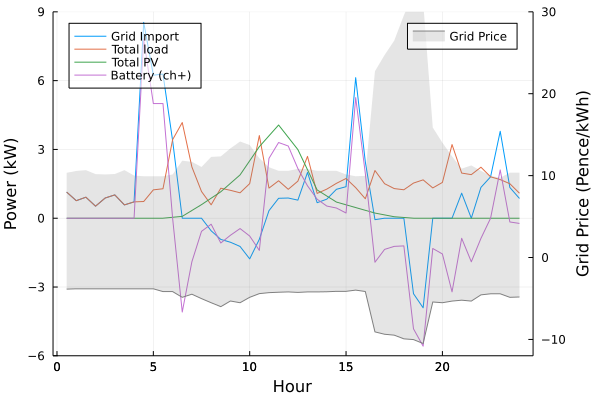 9
6
3
0
−3
−6
Power (kW)
Grid Import
Total load
Total PV
Battery (ch+)
Grid Price
30
20
10
0
−10
Grid Price (Pence/kWh)
0
5
10
15
20
Hour